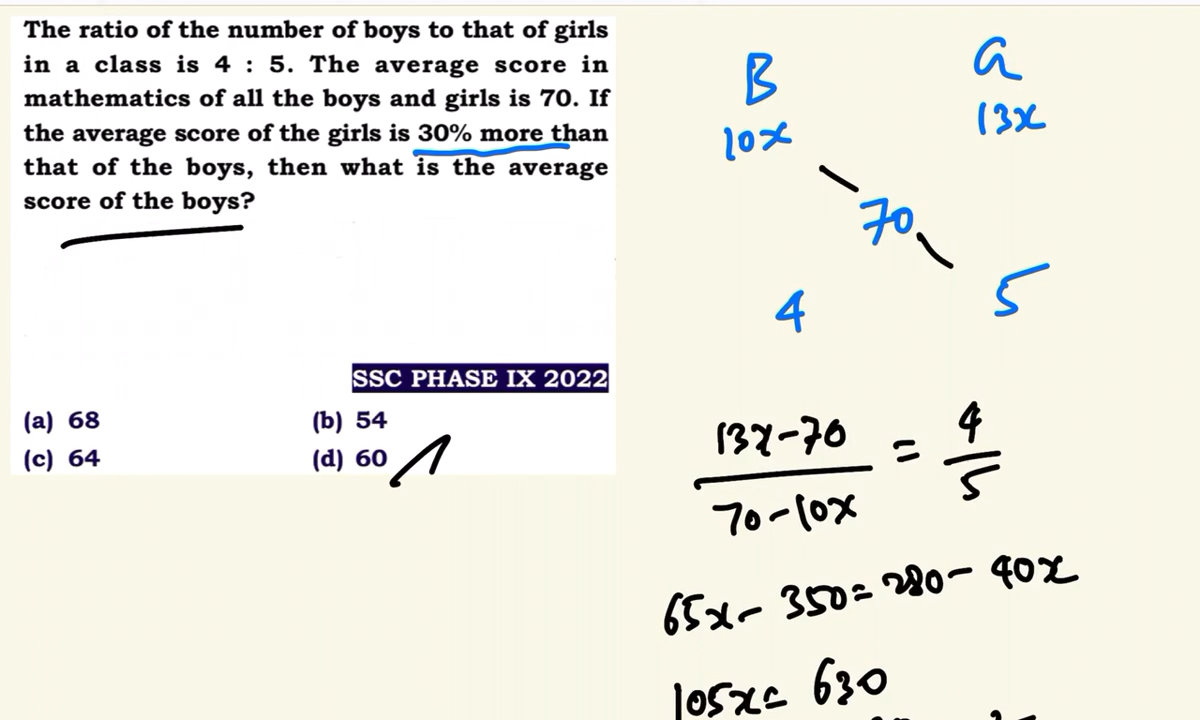 The ratio of the number of boys to that of girls
in a class is 4 : 5. The average score in
mathematics of all the boys and girls is 70. If
the average score of the girls is 30% more than
that of the boys, then what is the average
score of the boys?
SSC PHASE IX 2022
(a) 68 (b) 54
(c) 64 (d) 60
B G
10x 13x
70
4 5
13x-70 = 4
70-10x 5
65x- 350=280- 40x
105x= 630